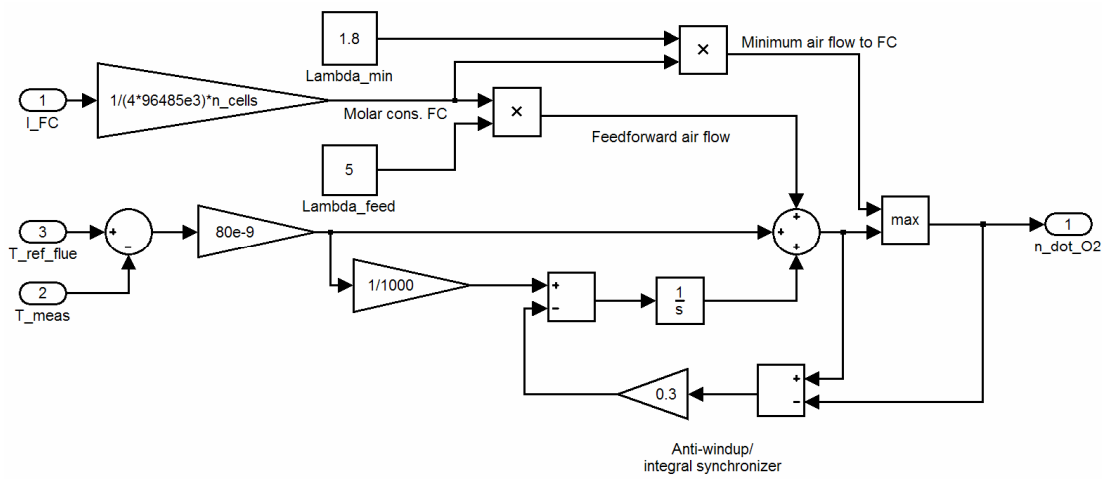 1.8
Lambda_min
×
Minimum air flow to FC
1
I_FC
1/(4*96485e3)*n_cells
Molar cons. FC
×
Feedforward air flow
5
Lambda_feed
3
T_ref_flue
+
−
80e-9
+
+
+
max
1
n_dot_O2
2
T_meas
1/1000
+
−
1
s
0.3
+
−
Anti-windup/
integral synchronizer